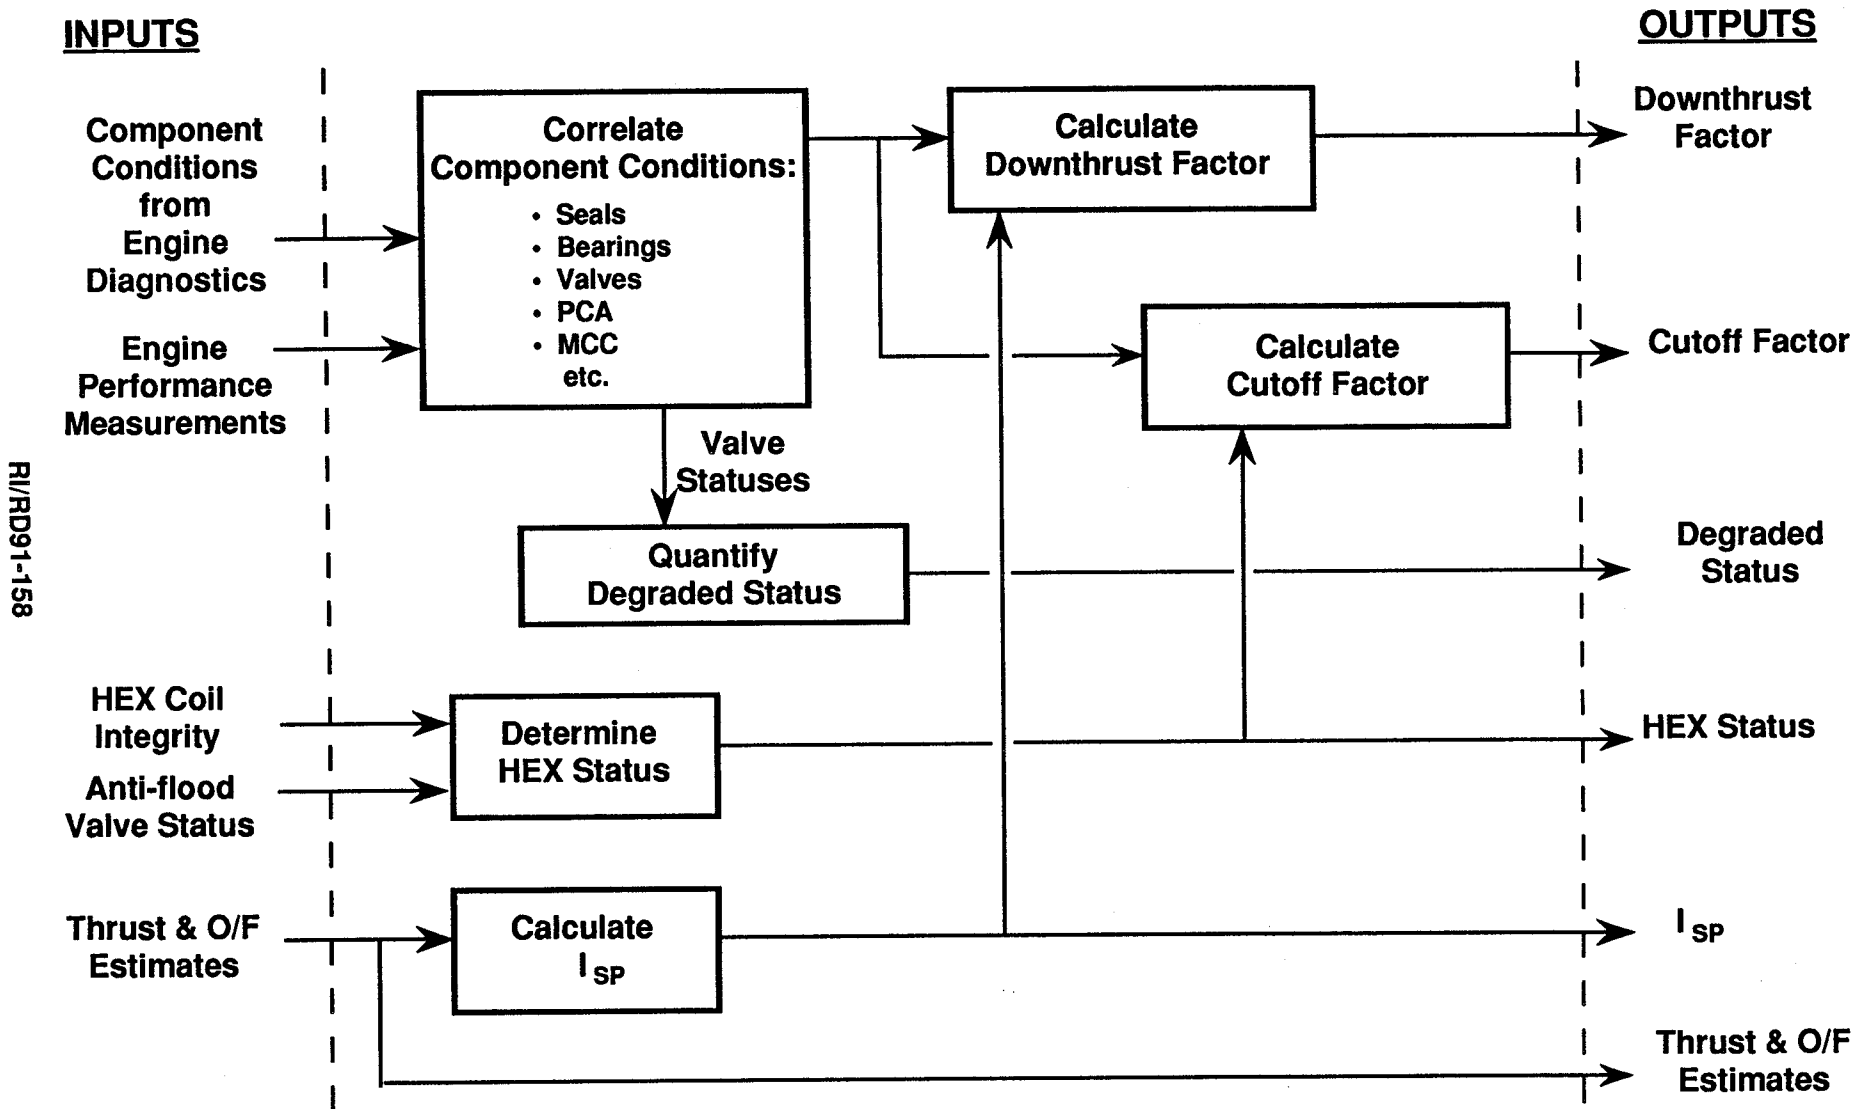 INPUTS
OUTPUTS
Component
Conditions
from
Engine
Diagnostics
Engine
Performance
Measurements
Correlate
Component Conditions:
• Seals
• Bearings
• Valves
• PCA
• MCC
etc.
Calculate
Downthrust Factor
Downthrust
Factor
Calculate
Cutoff Factor
Cutoff Factor
Valve
Statuses
Quantify
Degraded Status
Degraded
Status
RI/RD91-158
HEX Coil
Integrity
Anti-flood
Valve Status
Determine
HEX Status
HEX Status
Thrust & O/F
Estimates
Calculate
I SP
I SP
Thrust & O/F
Estimates